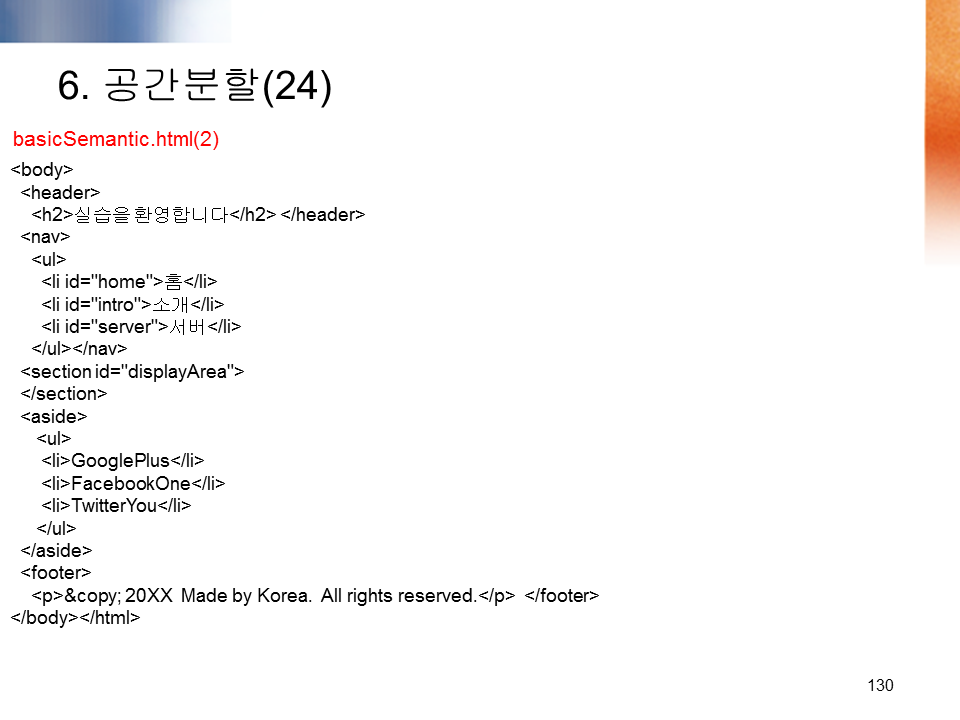 6. 공간분할(24)
basicSemantic.html(2)
<body>
<header>
<h2>실습을 환영합니다</h2> </header>
<nav>
<ul>
<li id="home">홈</li>
<li id="intro">소개</li>
<li id="server">서버</li>
</ul></nav>
<section id="displayArea">
</section>
<aside>
<ul>
<li>GooglePlus</li>
<li>FacebookOne</li>
<li>TwitterYou</li>
</ul>
</aside>
<footer>
<p>&copy; 20XX Made by Korea. All rights reserved.</p> </footer>
</body></html>
130